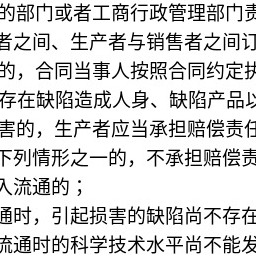 的部门或者工商行政管理部门责
者之间、生产者与销售者之间订
的，合同当事人按照合同约定执
存在缺陷造成人身、缺陷产品以
害的，生产者应当承担赔偿责任
下列情形之一的，不承担赔偿责
入流通的；
通时，引起损害的缺陷尚不存在
流通时的科学技术水平尚不能发